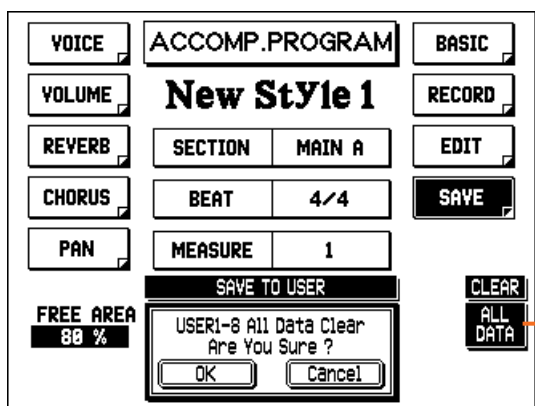 VOICE
ACCOMP.PROGRAM
BASIC
VOLUME
New Style 1
RECORD
REVERB
SECTION
MAIN A
EDIT
CHORUS
BEAT
4/4
SAVE
PAN
MEASURE
1
SAVE TO USER
CLEAR
FREE AREA
80 %
USER1-8 All Data Clear
Are You Sure ?
OK
Cancel
ALL
DATA